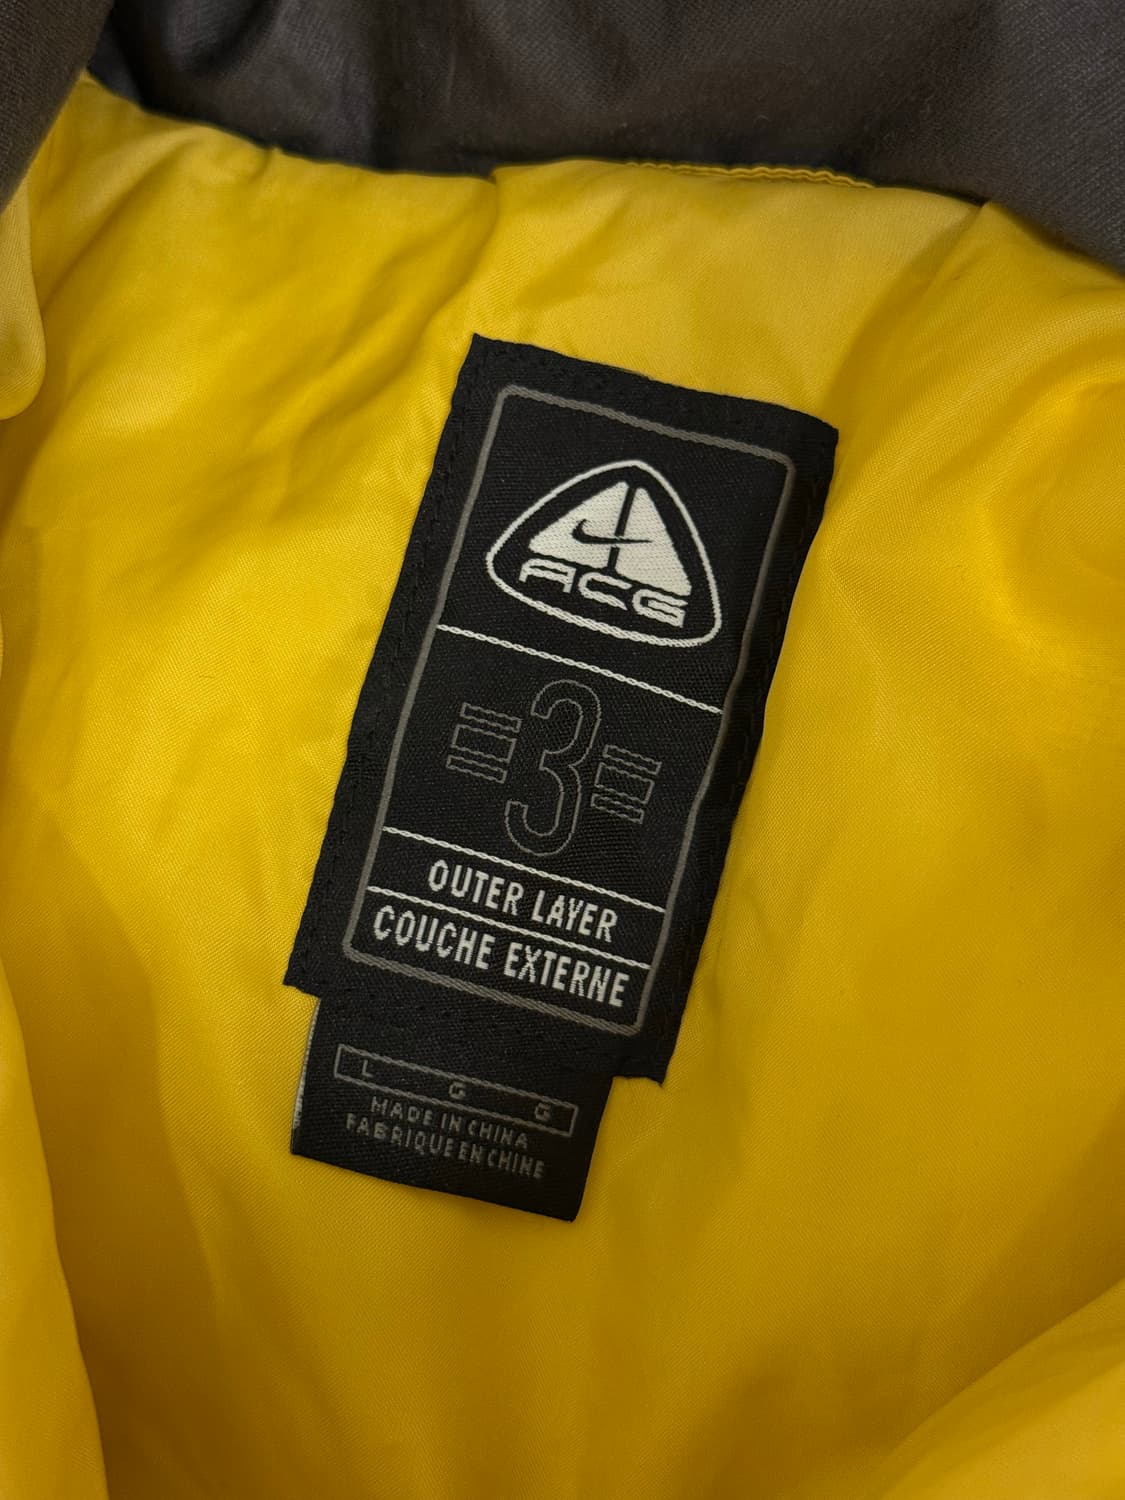 ACG
3
OUTER LAYER
COUCHE EXTERNE
L G G
MADE IN CHINA
FABRIQUE EN CHINE